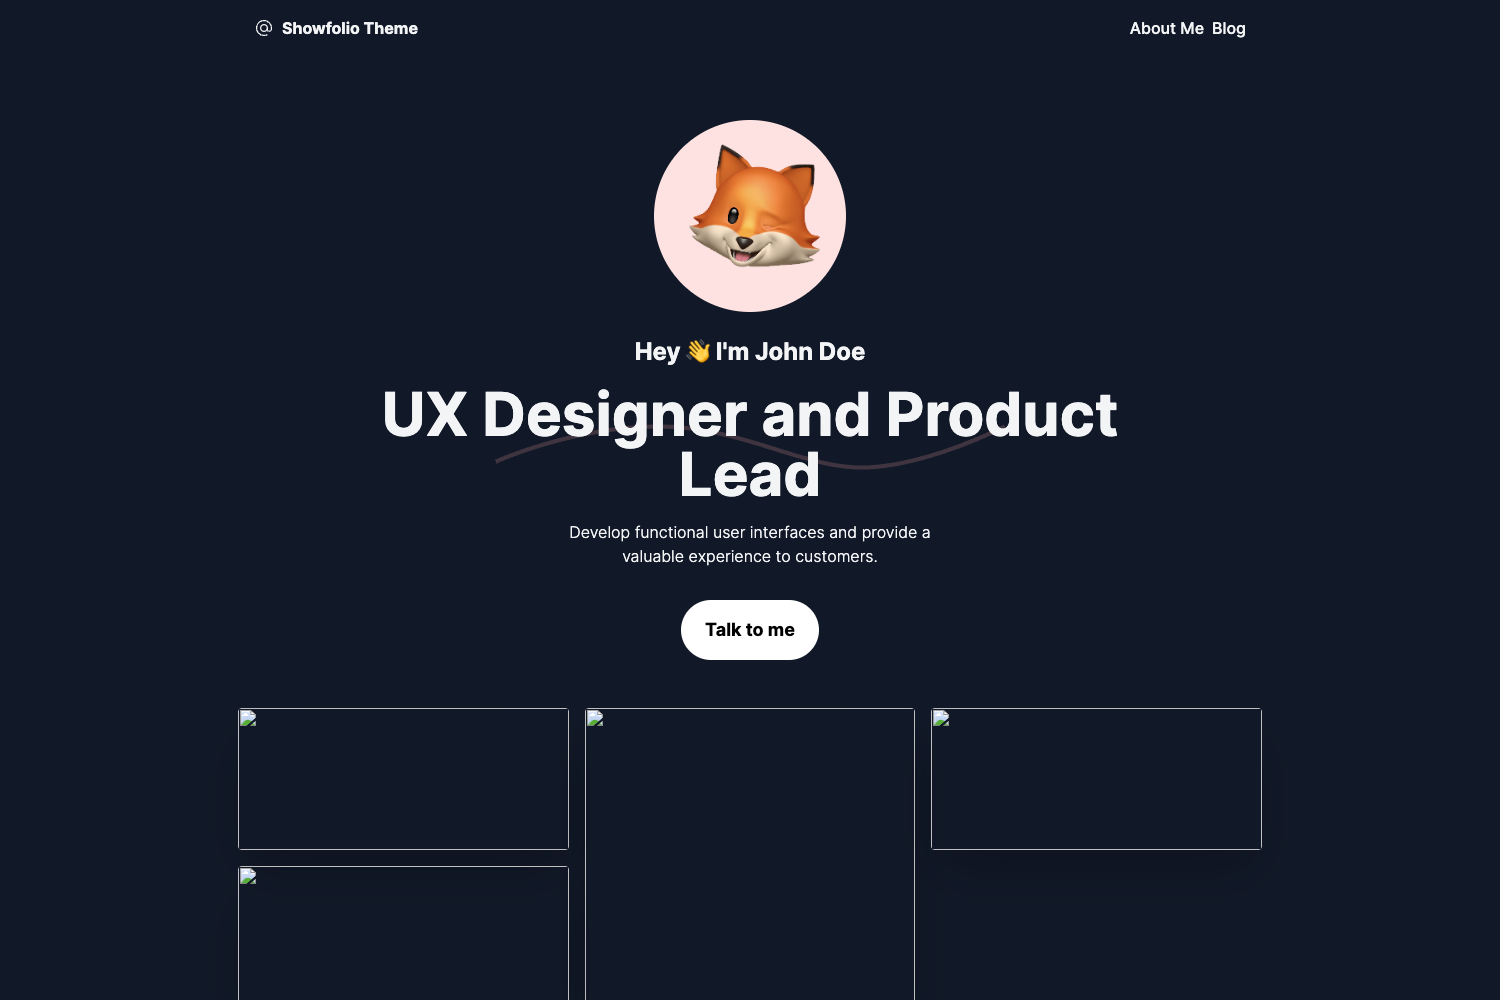 Showfolio Theme
About Me Blog
Hey 👋 I'm John Doe
UX Designer and Product
Lead
Develop functional user interfaces and provide a
valuable experience to customers.
Talk to me